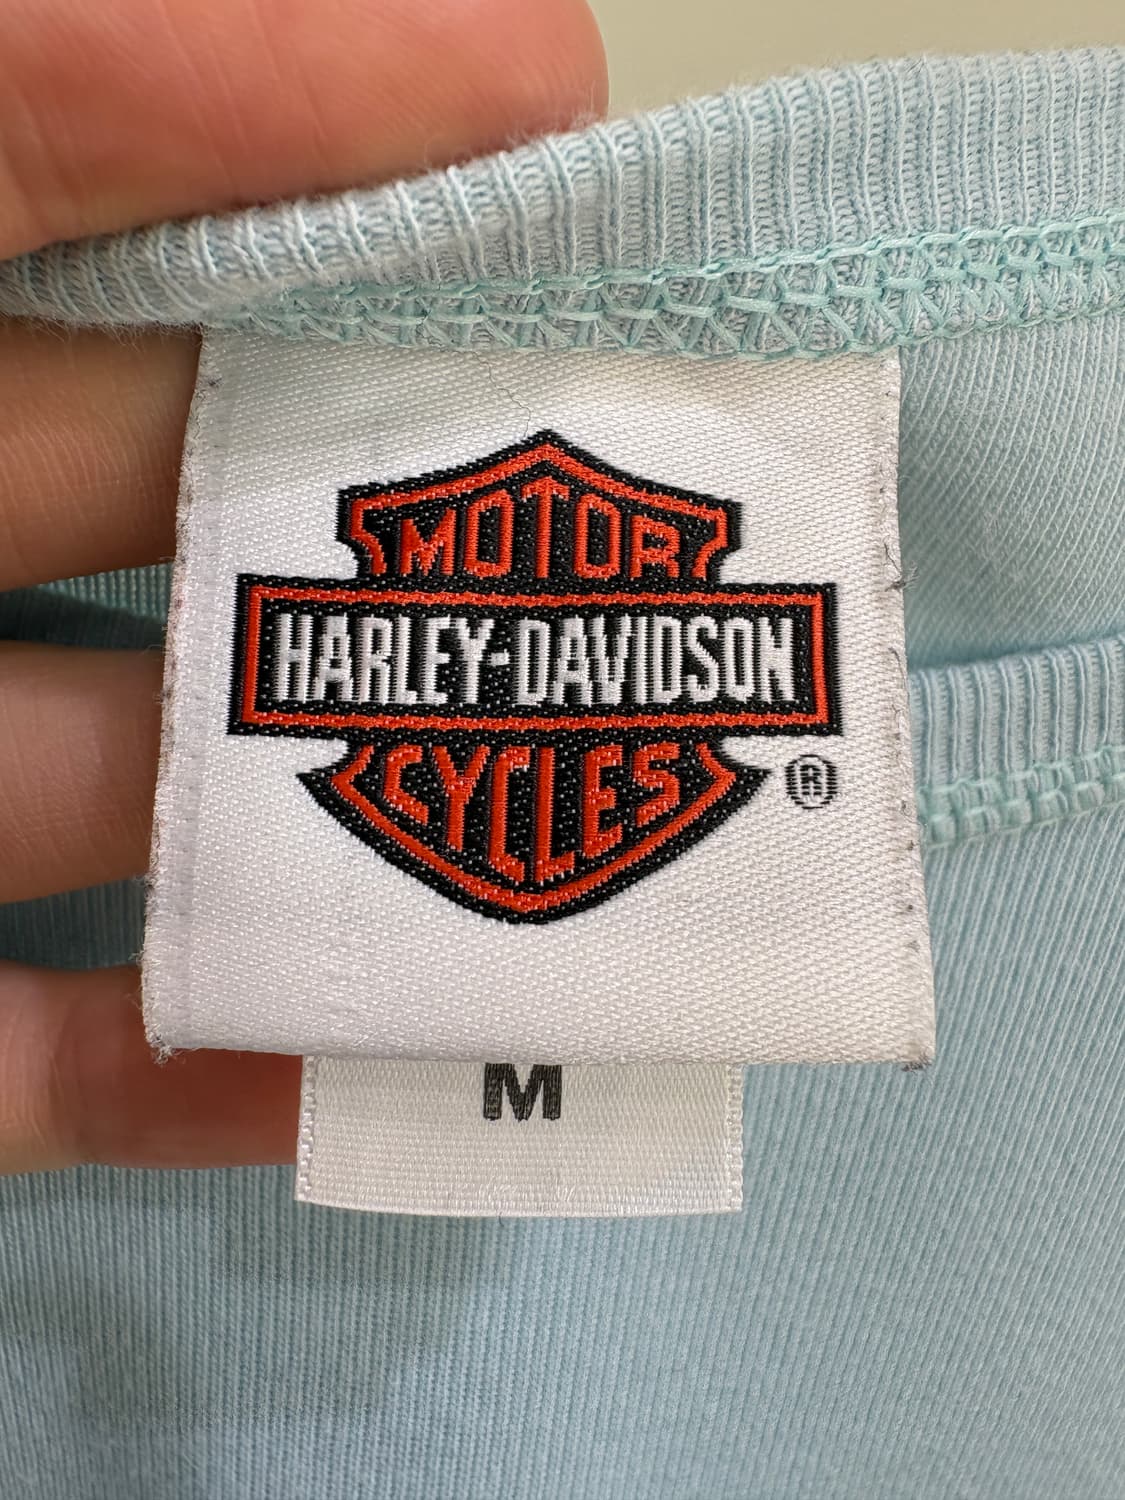 MOTOR
HARLEY-DAVIDSON
CYCLES
®
M